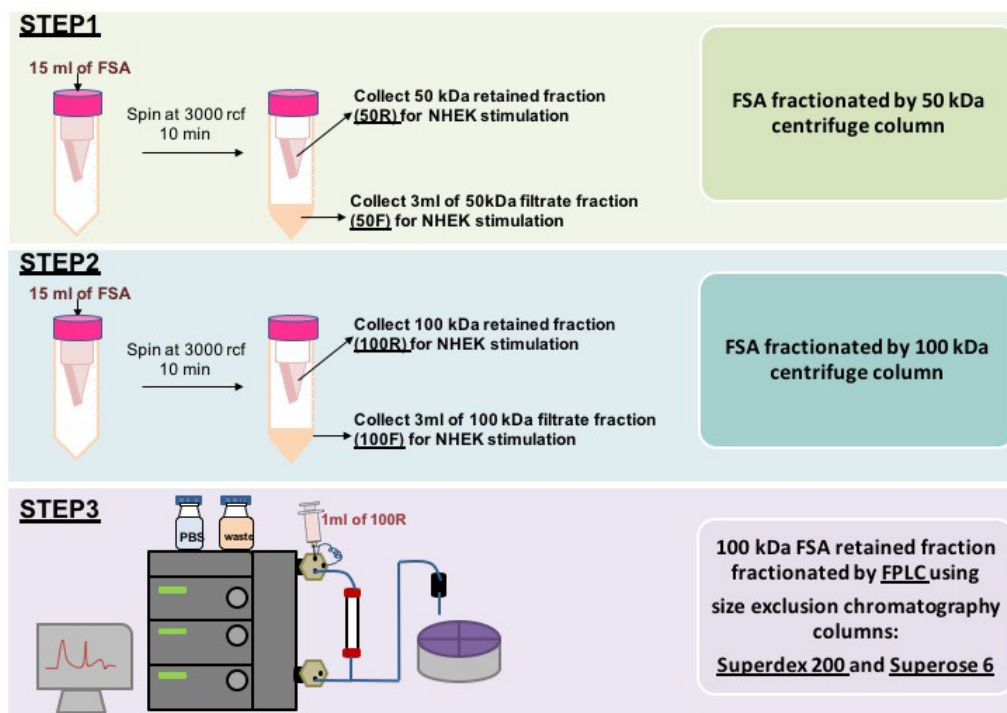 STEP1
15 ml of FSA
Spin at 3000 rcf
10 min
Collect 50 kDa retained fraction
(50R) for NHEK stimulation
Collect 3ml of 50kDa filtrate fraction
(50F) for NHEK stimulation
FSA fractionated by 50 kDa
centrifuge column
STEP2
15 ml of FSA
Spin at 3000 rcf
10 min
Collect 100 kDa retained fraction
(100R) for NHEK stimulation
Collect 3ml of 100 kDa filtrate fraction
(100F) for NHEK stimulation
FSA fractionated by 100 kDa
centrifuge column
STEP3
PBS
waste
1ml of 100R
100 kDa FSA retained fraction
fractionated by FPLC using
size exclusion chromatography
columns:
Superdex 200 and Superose 6